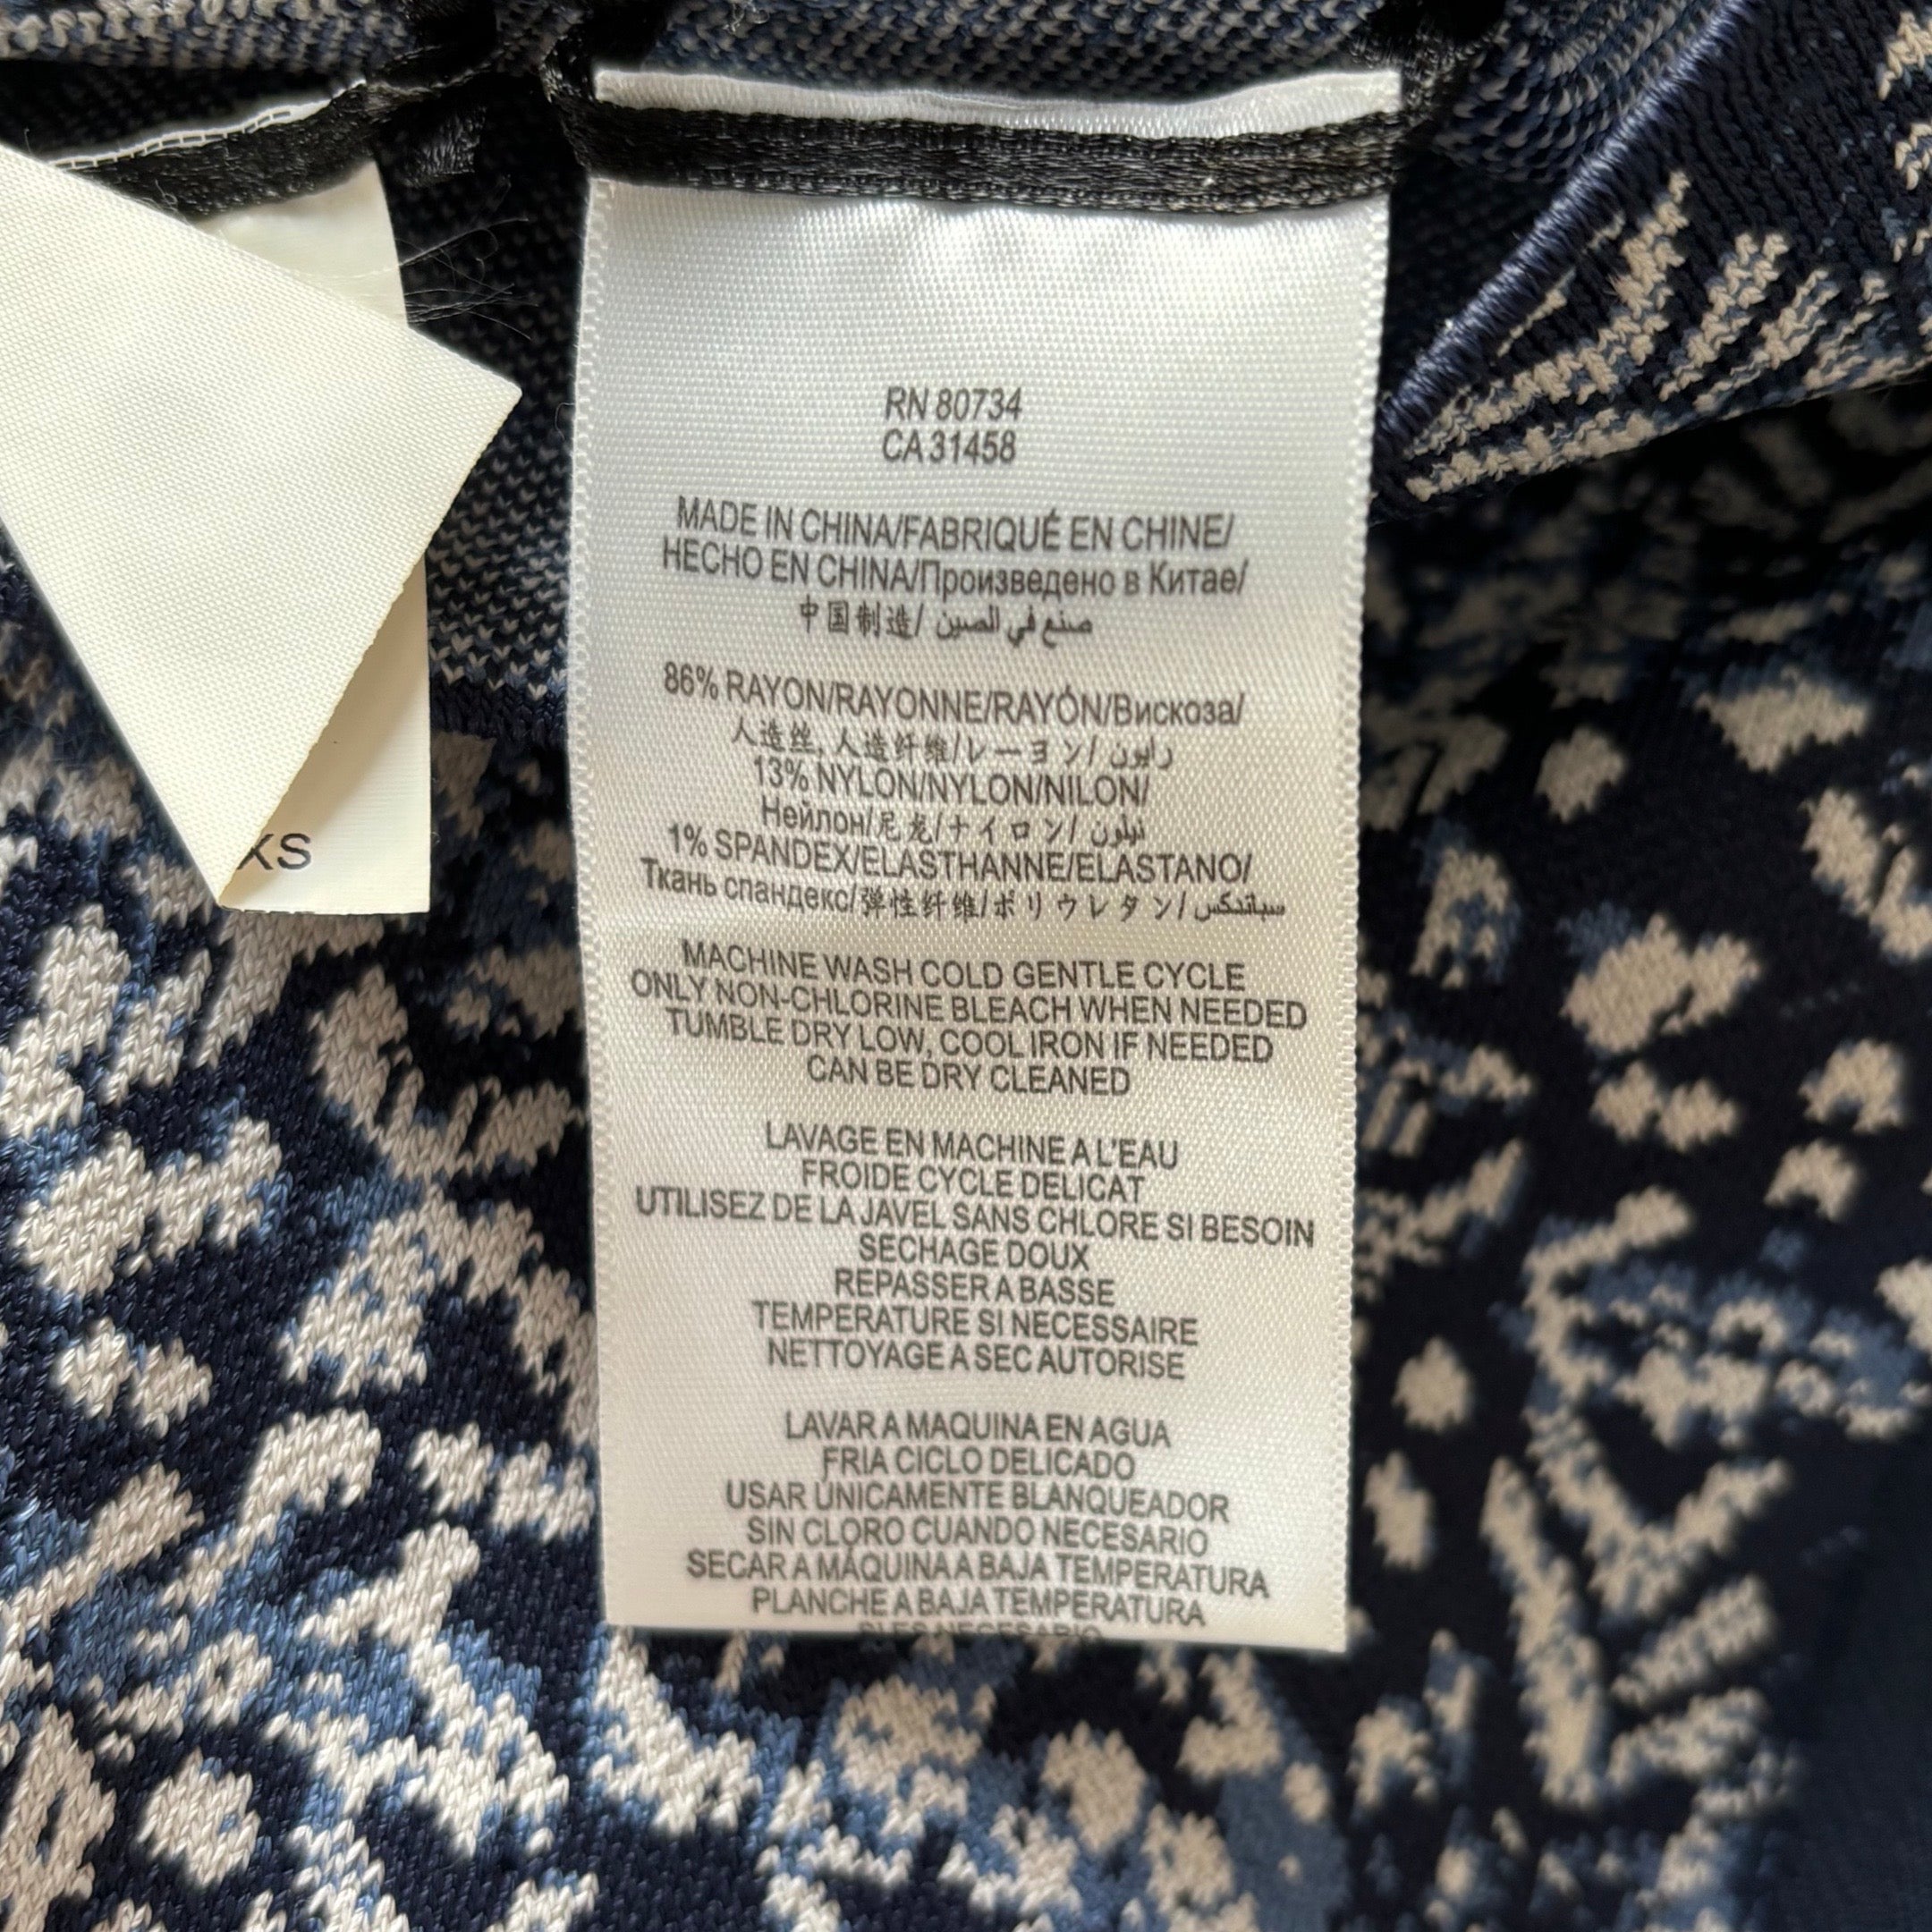 XS
RN 80734
CA 31458
MADE IN CHINA/FABRIQUÉ EN CHINE/
HECHO EN CHINA/Произведено в Китае/
中国制造/ صنع في الصين
86% RAYON/RAYONNE/RAYÓN/Вискоза/
人造丝, 人造纤维/レーヨン/ رايون
13% NYLON/NYLON/NILON/
Нейлон/尼龙/ナイロン/ نيلون
1% SPANDEX/ELASTHANNE/ELASTANO/
Ткань спандекс/弹性纤维/ポリウレタン/ سباندكس
MACHINE WASH COLD GENTLE CYCLE
ONLY NON-CHLORINE BLEACH WHEN NEEDED
TUMBLE DRY LOW, COOL IRON IF NEEDED
CAN BE DRY CLEANED
LAVAGE EN MACHINE A L'EAU
FROIDE CYCLE DELICAT
UTILISEZ DE LA JAVEL SANS CHLORE SI BESOIN
SECHAGE DOUX
REPASSER A BASSE
TEMPERATURE SI NECESSAIRE
NETTOYAGE A SEC AUTORISE
LAVAR A MAQUINA EN AGUA
FRIA CICLO DELICADO
USAR ÚNICAMENTE BLANQUEADOR
SIN CLORO CUANDO NECESARIO
SECAR A MÁQUINA A BAJA TEMPERATURA
PLANCHE A BAJA TEMPERATURA
SI ES NECESARIO